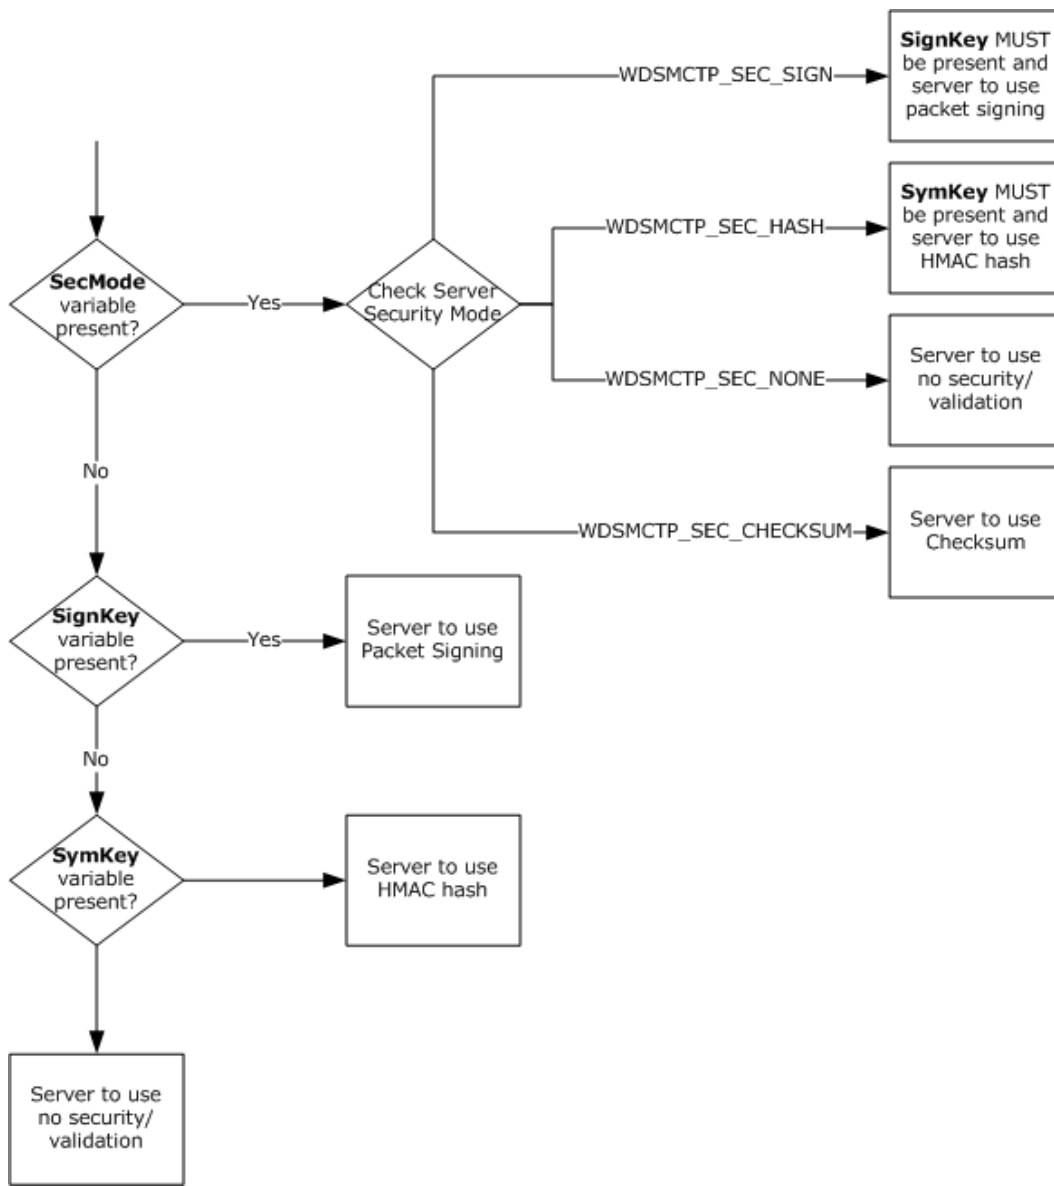 SignKey MUST
be present and
server to use
packet signing
WDSMCTP_SEC_SIGN
SymKey MUST
be present and
server to use
HMAC hash
WDSMCTP_SEC_HASH
SecMode
variable
present?
Yes
Check Server
Security Mode
WDSMCTP_SEC_NONE
Server to use
no security/
validation
No
WDSMCTP_SEC_CHECKSUM
Server to use
Checksum
SignKey
variable
present?
Yes
Server to use
Packet Signing
No
SymKey
variable
present?
Server to use
HMAC hash
Server to use
no security/
validation